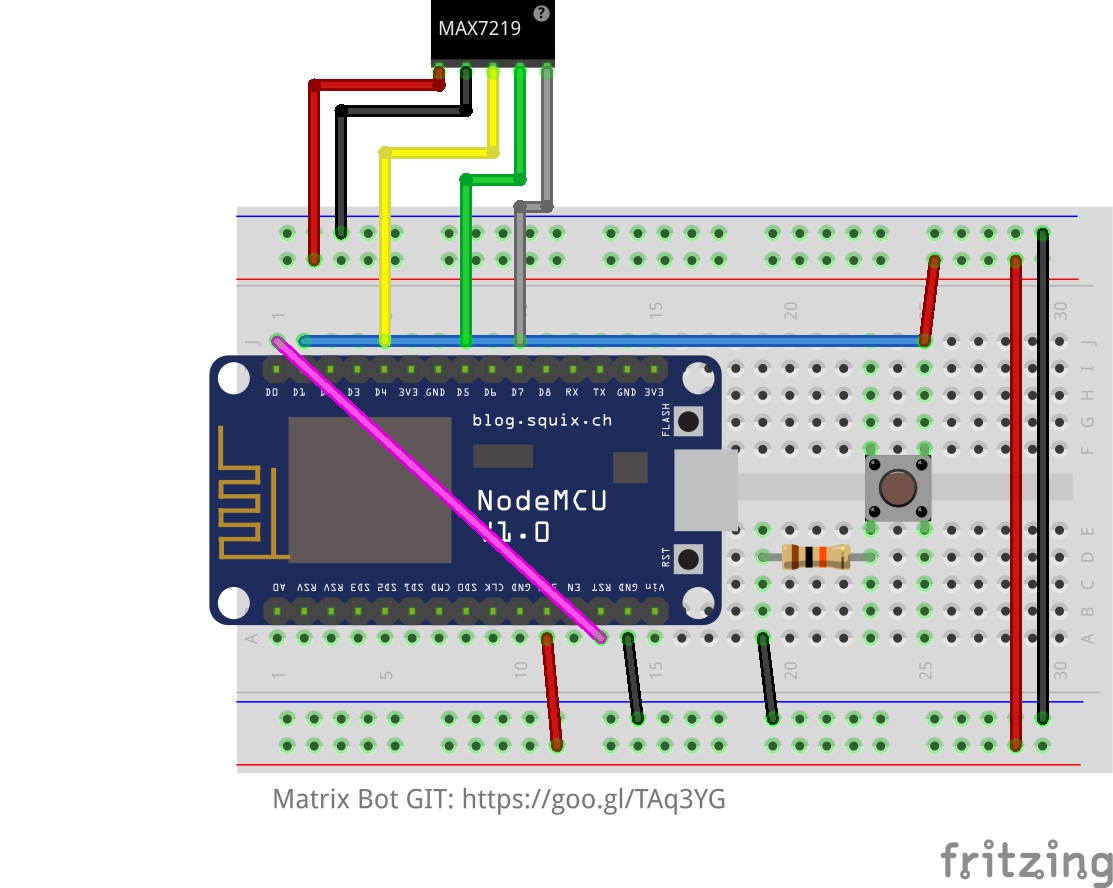 MAX7219 ?
1 10 15 20 25 30
J J
I
H
G
F
D0 D1 D2 D3 D4 3V3 GND D5 D6 D7 D8 RX TX GND 3V3
blog.squix.ch
FLASH
NodeMCU
V1.0
RST
E
D
C
B
A0 RSV RSV SD3 SD2 SD1 CMD SD0 CLK GND EN RST GND Vin
A A
1 5 10 15 20 25 30
Matrix Bot GIT: https://goo.gl/TAq3YG
fritzing